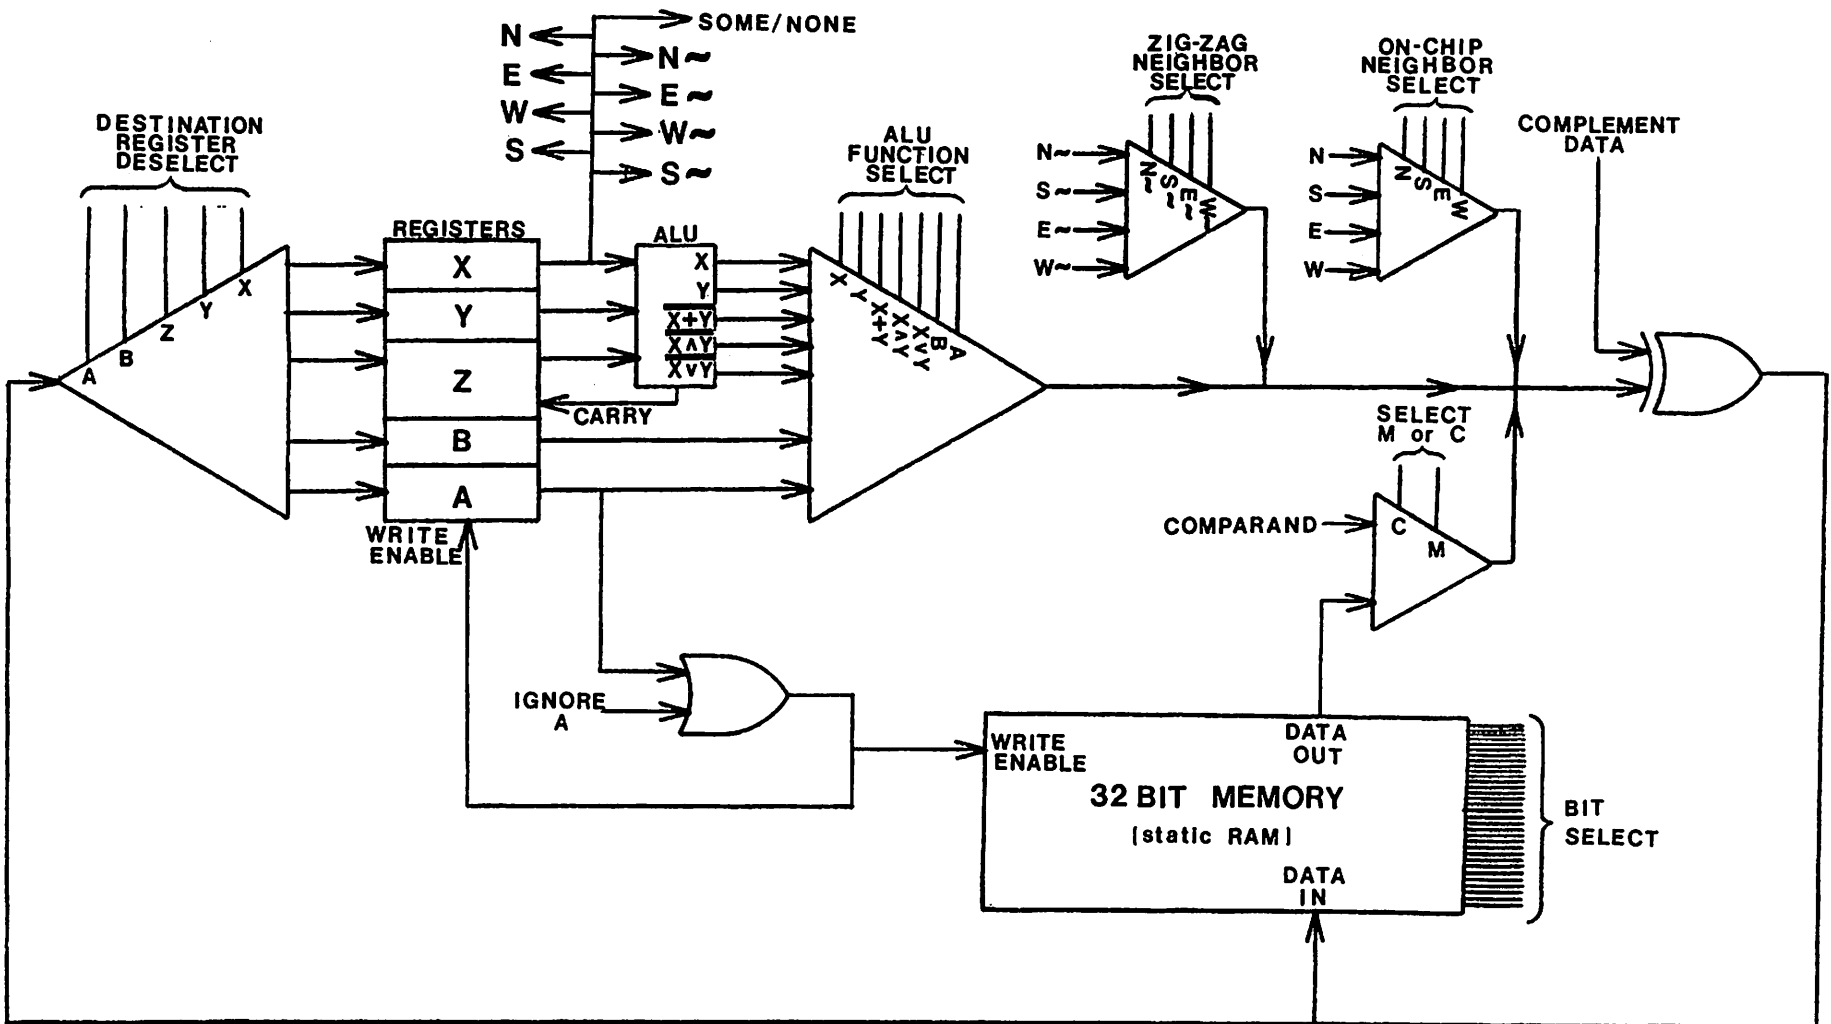 SOME/NONE
N
N~
E
E~
W
W~
S
S~
DESTINATION
REGISTER
DESELECT
A
B
Z
Y
X
REGISTERS
X
Y
Z
B
A
WRITE
ENABLE
ALU
X
Y
X+Y
X∧Y
X∨Y
CARRY
ALU
FUNCTION
SELECT
X
Y
X+Y
X∧Y
X∨Y
B
A
ZIG-ZAG
NEIGHBOR
SELECT
N~
S~
E~
W~
N~
S~
E~
W~
ON-CHIP
NEIGHBOR
SELECT
N
S
E
W
N
S
E
W
COMPLEMENT
DATA
SELECT
M or C
COMPARAND
C
M
IGNORE
A
WRITE
ENABLE
DATA
OUT
32 BIT MEMORY
(static RAM)
DATA
IN
BIT
SELECT